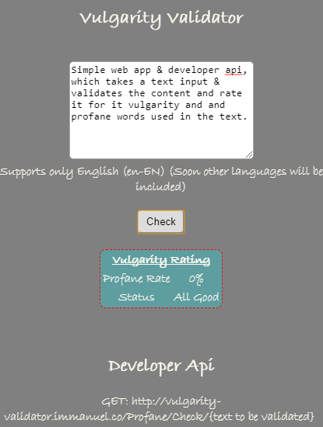 Vulgarity Validator
Simple web app & developer api,
which takes a text input &
validates the content and rate
it for it vulgarity and and
profane words used in the text.
Supports only English (en-EN) (Soon other languages will be
included)
Check
Vulgarity Rating
Profane Rate 0%
Status All Good
Developer Api
GET: http://vulgarity-
validator.immanuel.co/Profane/Check/{text to be validated}